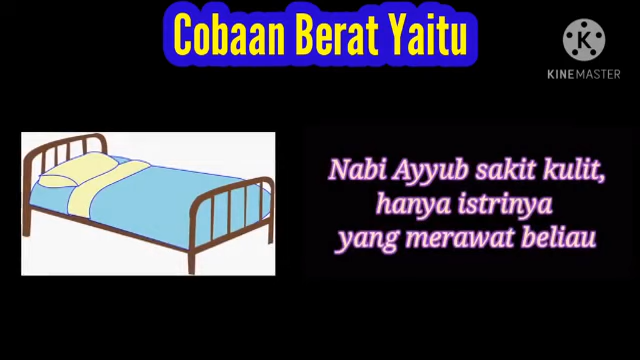 Cobaan Berat Yaitu
K
KINEMASTER
Nabi Ayyub sakit kulit,
hanya istrinya
yang merawat beliau